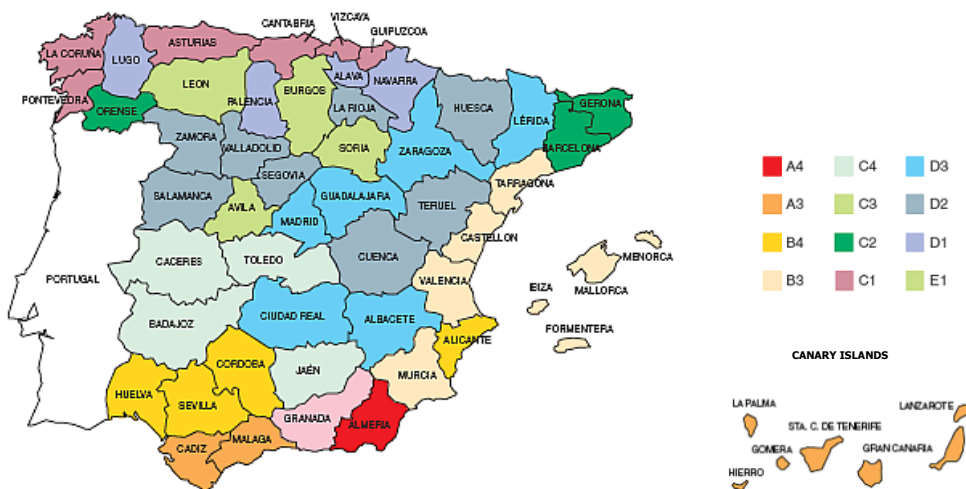 VIZCAYA
CANTABRIA
GUIPUZCOA
ASTURIAS
LA CORUÑA
LUGO
ALAVA
NAVARRA
LEON
BURGOS
PALENCIA
PONTEVEDRA
ORENSE
LA RIOJA
HUESCA
GERONA
LÉRIDA
ZAMORA
VALLADOLID
SORIA
ZARAGOZA
BARCELONA
SEGOVIA
TARRAGONA
SALAMANCA
AVILA
GUADALAJARA
TERUEL
MADRID
CASTELLON
CACERES
TOLEDO
CUENCA
MENORCA
PORTUGAL
VALENCIA
IBIZA
MALLORCA
BADAJOZ
CIUDAD REAL
ALBACETE
FORMENTERA
ALICANTE
CORDOBA
JAÉN
MURCIA
HUELVA
SEVILLA
GRANADA
ALMERIA
CADIZ
MALAGA
A4 C4 D3
A3 C3 D2
B4 C2 D1
B3 C1 E1
CANARY ISLANDS
LA PALMA
LANZAROTE
STA. C. DE TENERIFE
GOMERA
GRAN CANARIA
HIERRO